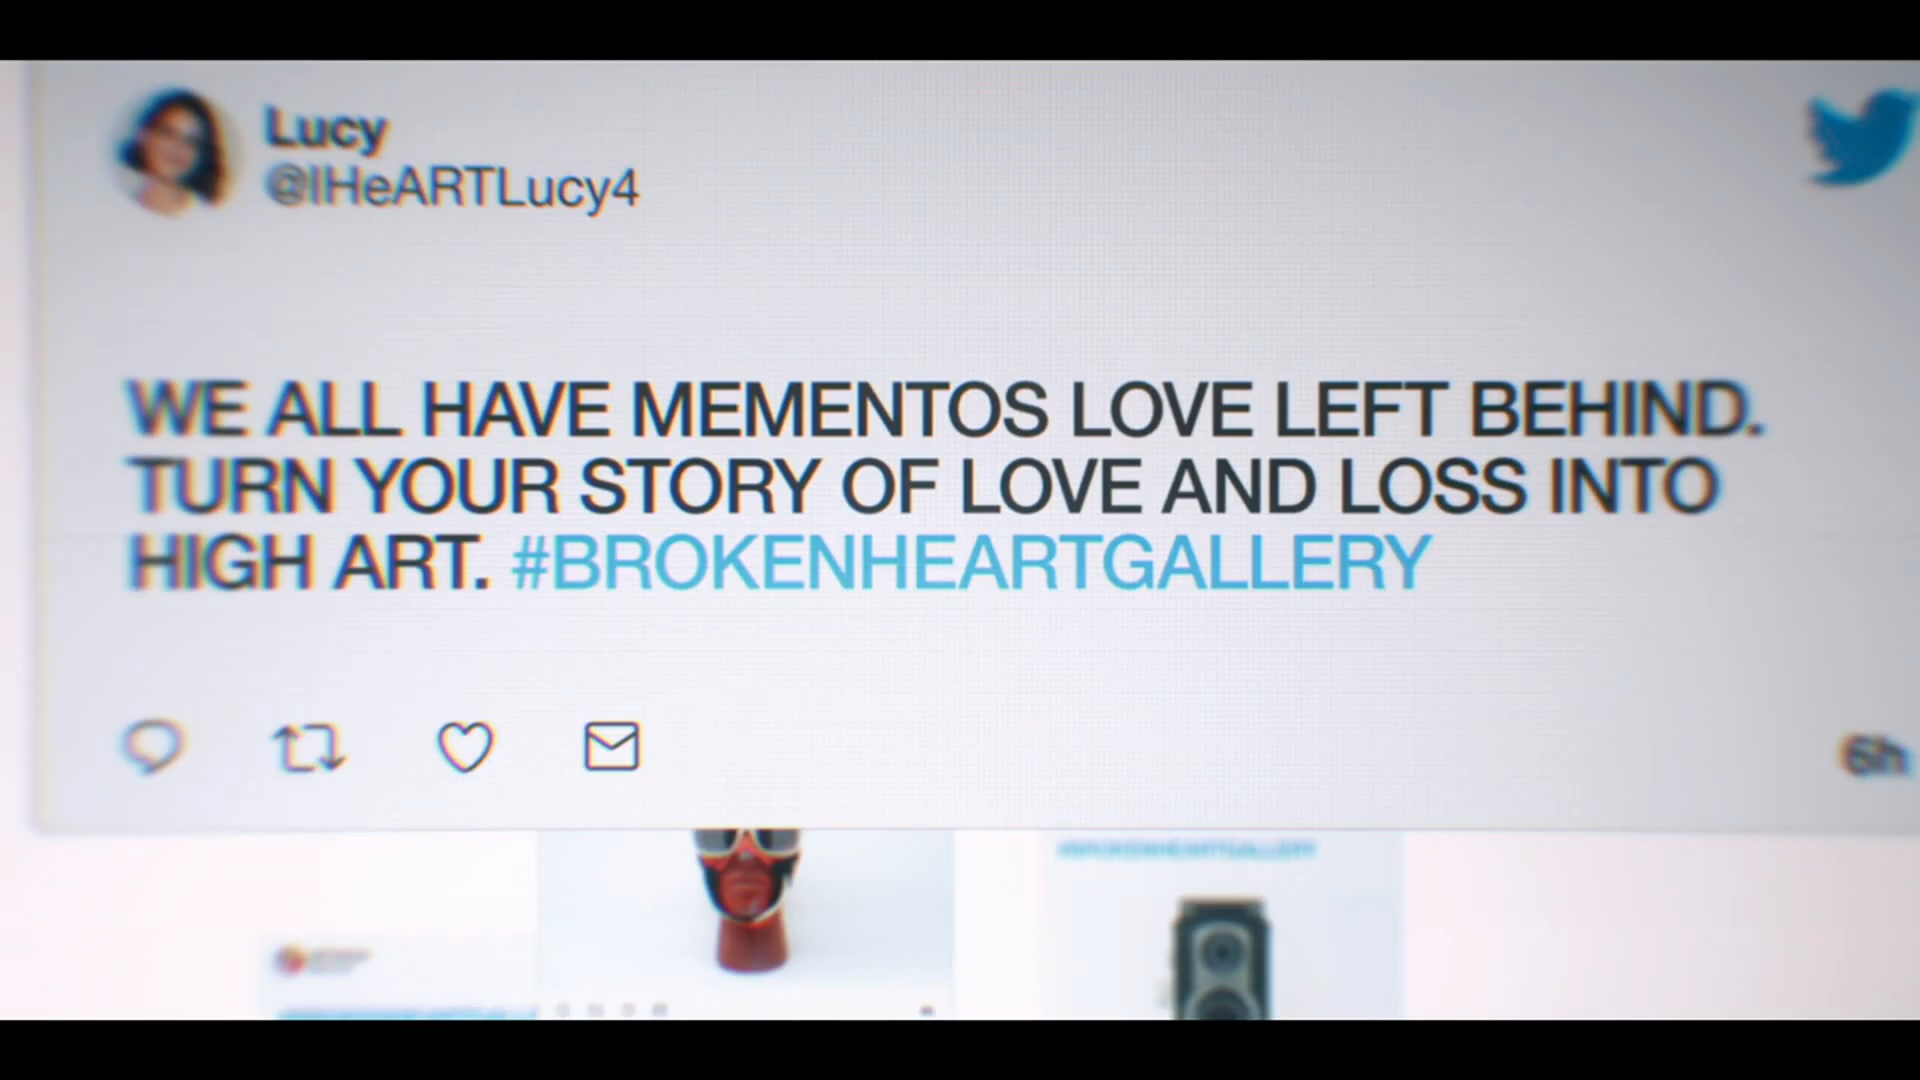 Lucy
@IHeARTLucy4
WE ALL HAVE MEMENTOS LOVE LEFT BEHIND.
TURN YOUR STORY OF LOVE AND LOSS INTO
HIGH ART. #BROKENHEARTGALLERY
6h
#BROKENHEARTGALLERY